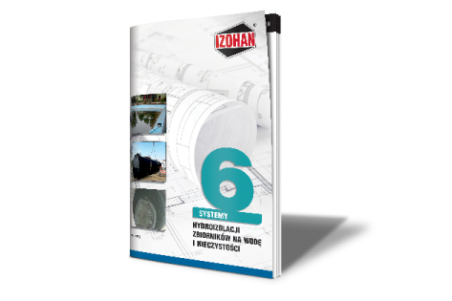 IZOHAN
®
6
SYSTEMY
HYDROIZOLACJI
ZBIORNIKÓW NA WODĘ
I NIECZYSTOŚCI